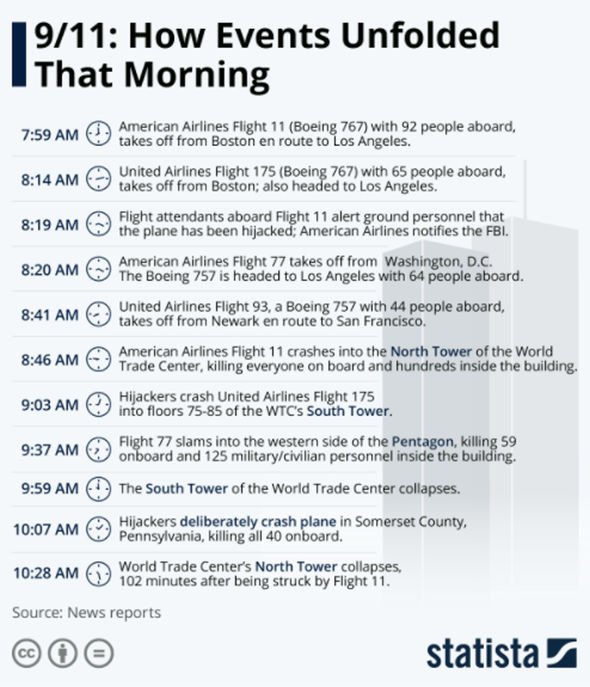 9/11: How Events Unfolded
That Morning
7:59 AM American Airlines Flight 11 (Boeing 767) with 92 people aboard,
takes off from Boston en route to Los Angeles.
8:14 AM United Airlines Flight 175 (Boeing 767) with 65 people aboard,
takes off from Boston; also headed to Los Angeles.
8:19 AM Flight attendants aboard Flight 11 alert ground personnel that
the plane has been hijacked; American Airlines notifies the FBI.
8:20 AM American Airlines Flight 77 takes off from Washington, D.C.
The Boeing 757 is headed to Los Angeles with 64 people aboard.
8:41 AM United Airlines Flight 93, a Boeing 757 with 44 people aboard,
takes off from Newark en route to San Francisco.
8:46 AM American Airlines Flight 11 crashes into the North Tower of the World
Trade Center, killing everyone on board and hundreds inside the building.
9:03 AM Hijackers crash United Airlines Flight 175
into floors 75-85 of the WTC's South Tower.
9:37 AM Flight 77 slams into the western side of the Pentagon, killing 59
onboard and 125 military/civilian personnel inside the building.
9:59 AM The South Tower of the World Trade Center collapses.
10:07 AM Hijackers deliberately crash plane in Somerset County,
Pennsylvania, killing all 40 onboard.
10:28 AM World Trade Center's North Tower collapses,
102 minutes after being struck by Flight 11.
Source: News reports
cc
statista